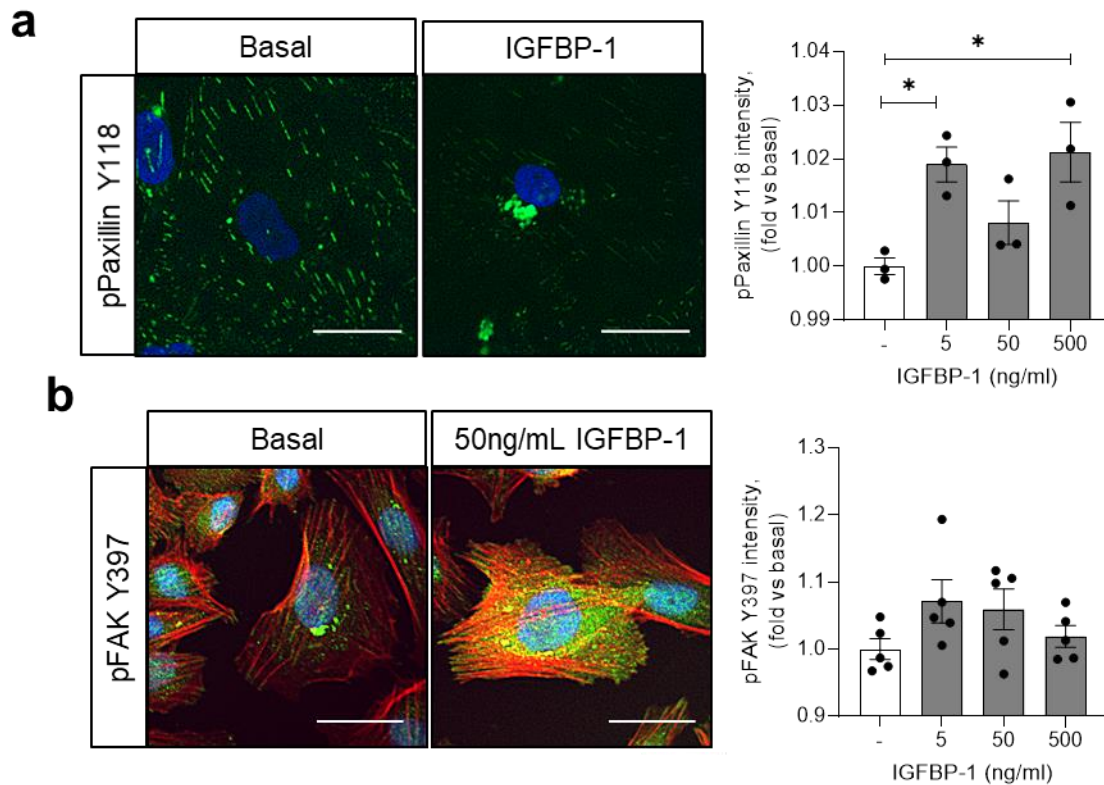 a
Basal
IGFBP-1
pPaxillin Y118
pPaxillin Y118 intensity,
(fold vs basal)
1.04
1.03
1.02
1.01
1.00
0.99
*
*
-
5
50
500
IGFBP-1 (ng/ml)
b
Basal
50ng/mL IGFBP-1
pFAK Y397
pFAK Y397 intensity,
(fold vs basal)
1.3
1.2
1.1
1.0
0.9
-
5
50
500
IGFBP-1 (ng/ml)